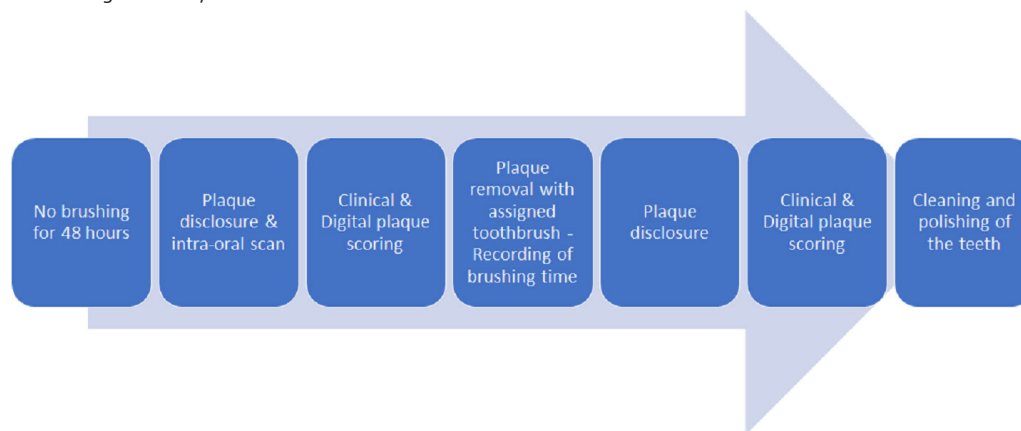 No brushing
for 48 hours
Plaque
disclosure &
intra-oral scan
Clinical &
Digital plaque
scoring
Plaque
removal with
assigned
toothbrush -
Recording of
brushing time
Plaque
disclosure
Clinical &
Digital plaque
scoring
Cleaning and
polishing of
the teeth